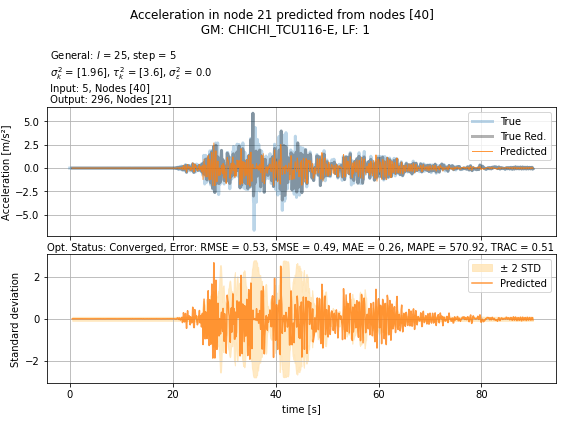 Acceleration in node 21 predicted from nodes [40]
GM: CHICHI_TCU116-E, LF: 1
General: l = 25, step = 5
σ²ₖ = [1.96], τ²ₖ = [3.6], σ²ₑ = 0.0
Input: 5, Nodes [40]
Output: 296, Nodes [21]
Acceleration [m/s²]
5.0
2.5
0.0
−2.5
−5.0
True
True Red.
Predicted
Opt. Status: Converged, Error: RMSE = 0.53, SMSE = 0.49, MAE = 0.26, MAPE = 570.92, TRAC = 0.51
Standard deviation
2
0
−2
± 2 STD
Predicted
0
20
40
60
80
time [s]